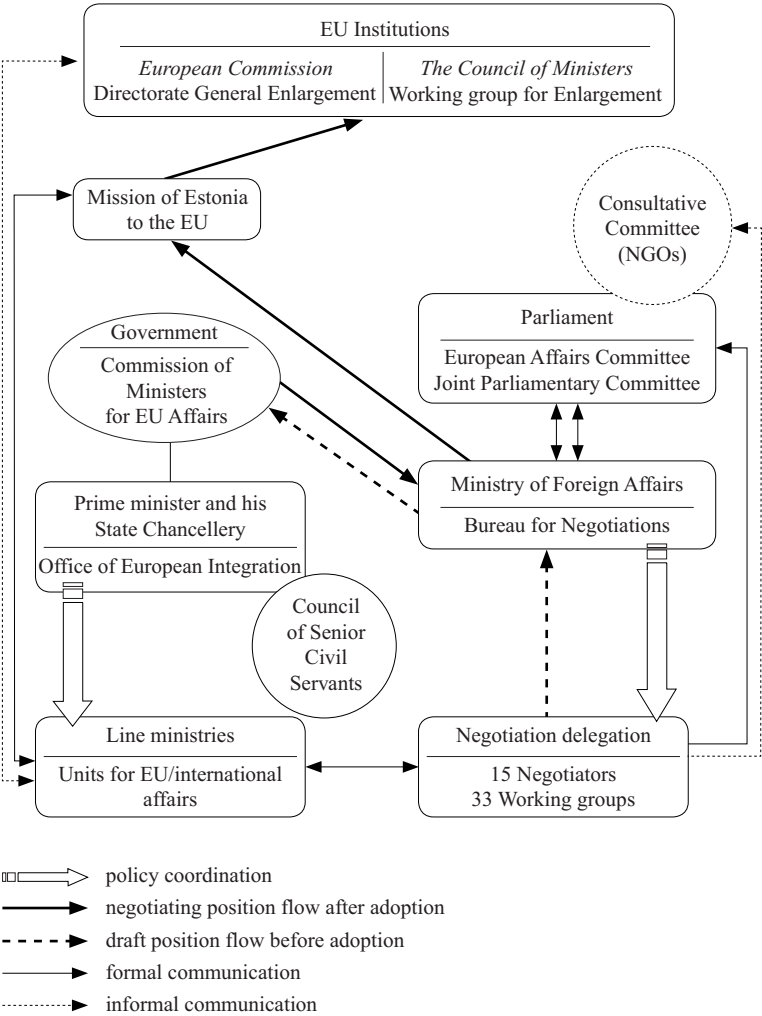 EU Institutions
European Commission
Directorate General Enlargement
The Council of Ministers
Working group for Enlargement
Mission of Estonia
to the EU
Consultative
Committee
(NGOs)
Government
Commission of
Ministers
for EU Affairs
Parliament
European Affairs Committee
Joint Parliamentary Committee
Prime minister and his
State Chancellery
Office of European Integration
Ministry of Foreign Affairs
Bureau for Negotiations
Council
of Senior
Civil
Servants
Line ministries
Units for EU/international
affairs
Negotiation delegation
15 Negotiators
33 Working groups
policy coordination
negotiating position flow after adoption
draft position flow before adoption
formal communication
informal communication